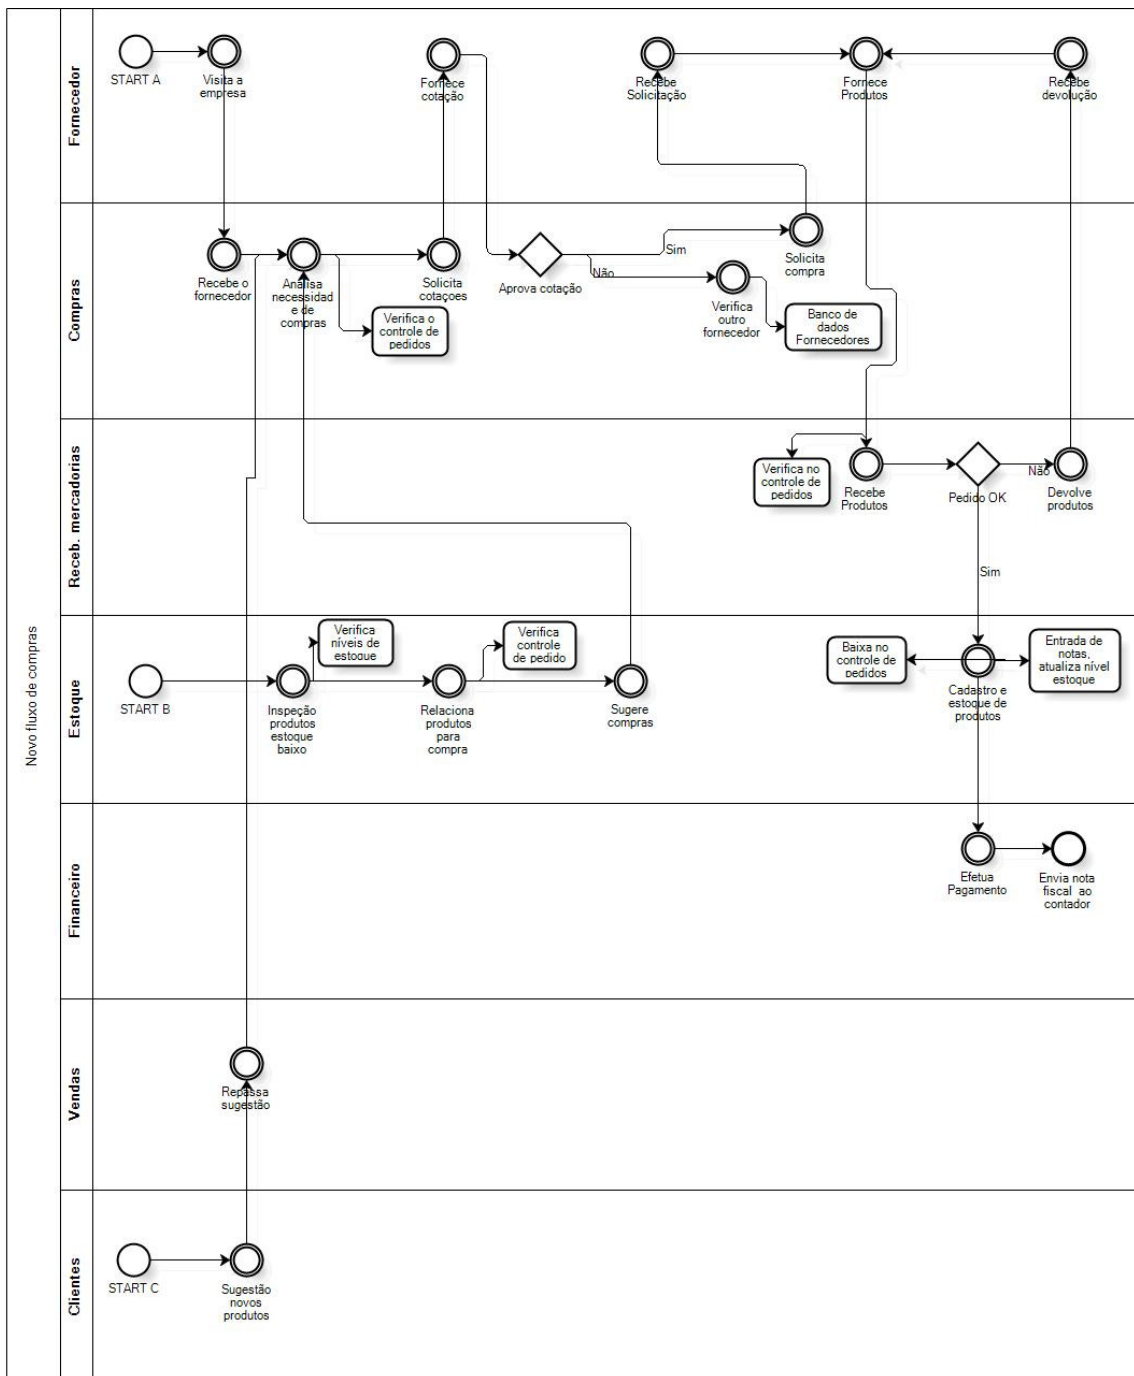 Novo fluxo de compras
Fornecedor
START A
Visita a
empresa
Fornece
cotação
Recebe
Solicitação
Fornece
Produtos
Recebe
devolução
Compras
Recebe o
fornecedor
Análisa
necessidad
e de
compras
Verifica o
controle de
pedidos
Solicita
cotaçoes
Aprova cotação
Sim
Não
Solicita
compra
Verifica
outro
fornecedor
Banco de
dados
Fornecedores
Receb. mercadorias
Verifica no
controle de
pedidos
Recebe
Produtos
Pedido OK
Não
Devolve
produtos
Sim
Estoque
START B
Inspeção
produtos
estoque
baixo
Verifica
níveis de
estoque
Relaciona
produtos
para
compra
Verifica
controle
de pedido
Sugere
compras
Baixa no
controle de
pedidos
Cadastro e
estoque de
produtos
Entrada de
notas,
atualiza nível
estoque
Financeiro
Efetua
Pagamento
Envia nota
fiscal ao
contador
Vendas
Repassa
sugestão
Clientes
START C
Sugestão
novos
produtos